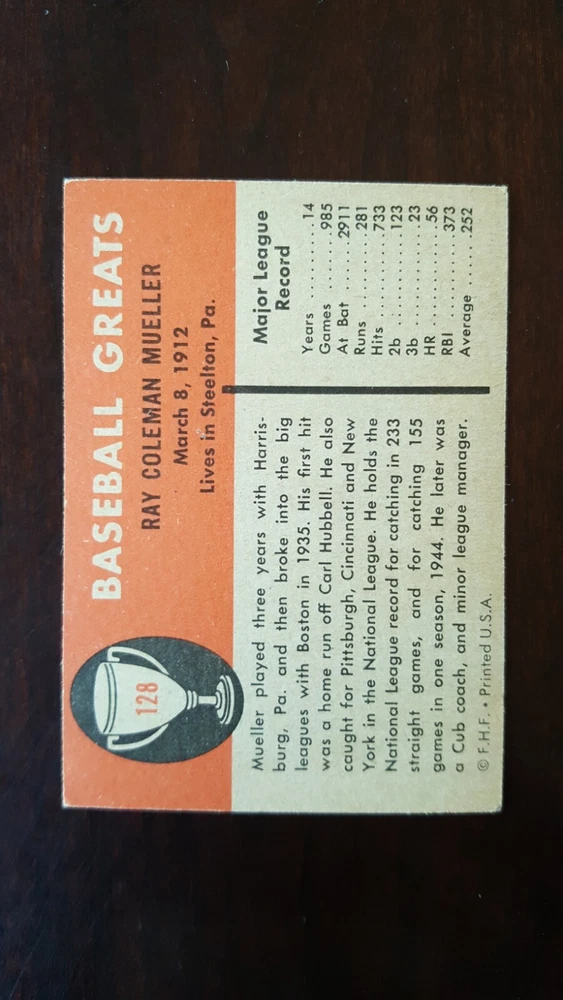 128
BASEBALL GREATS
RAY COLEMAN MUELLER
March 8, 1912
Lives in Steelton, Pa.
Mueller played three years with Harris-
burg, Pa. and then broke into the big
leagues with Boston in 1935. His first hit
was a home run off Carl Hubbell. He also
caught for Pittsburgh, Cincinnati and New
York in the National League. He holds the
National League record for catching in 233
straight games, and for catching 155
games in one season, 1944. He later was
a Cub coach, and minor league manager.
© F.H.F. • Printed U.S.A.
Major League
Record
Years ..........14
Games ........985
At Bat ......2911
Runs ..........281
Hits ............733
2b ..............123
3b ................23
HR ..............56
RBI ............373
Average ......252